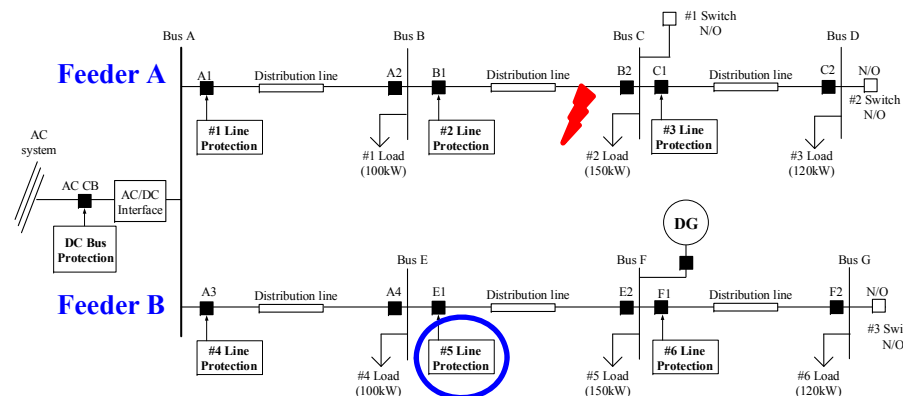 #1 Switch
N/O
Bus A
Bus B
Bus C
Bus D
Feeder A
A1
Distribution line
A2
B1
Distribution line
B2
C1
Distribution line
C2
N/O
#2 Switch
N/O
#1 Line
Protection
#2 Line
Protection
#3 Line
Protection
#1 Load
(100kW)
#2 Load
(150kW)
#3 Load
(120kW)
AC
system
AC CB
AC/DC
Interface
DC Bus
Protection
DG
Bus E
Bus F
Bus G
Feeder B
A3
Distribution line
A4
E1
Distribution line
E2
F1
Distribution line
F2
N/O
#3 Swi
N/O
#4 Line
Protection
#5 Line
Protection
#6 Line
Protection
#4 Load
(100kW)
#5 Load
(150kW)
#6 Load
(120kW)